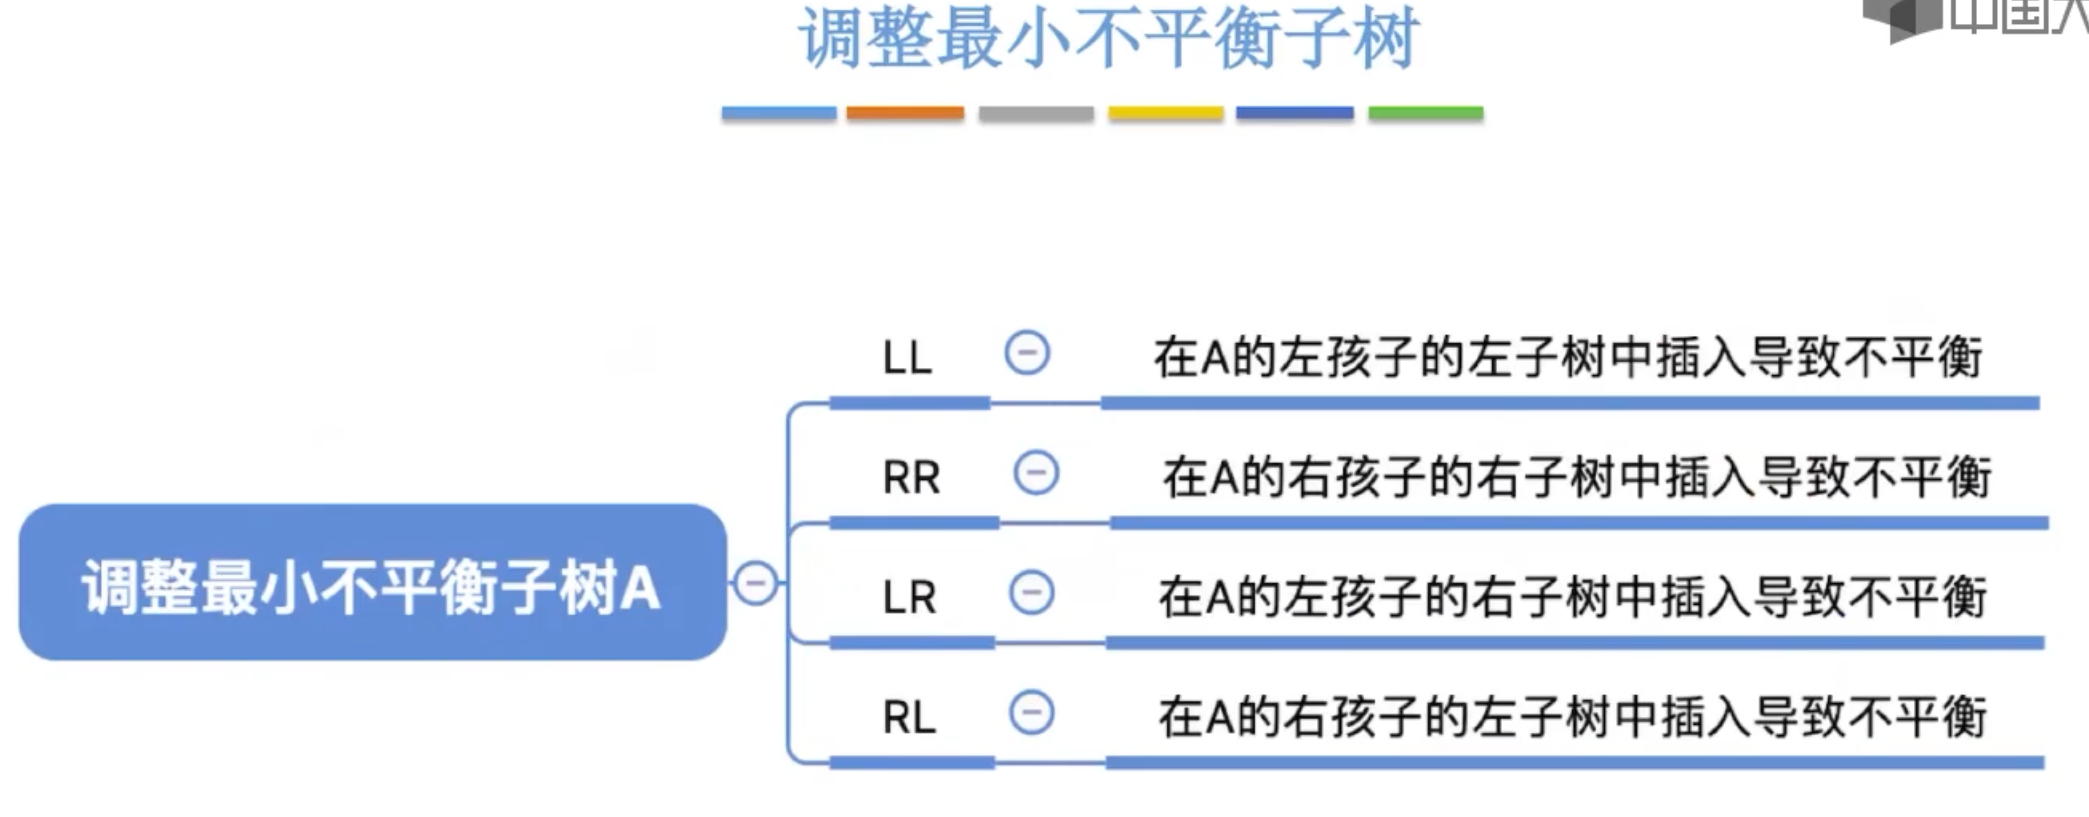 调整最小不平衡子树
中国大
调整最小不平衡子树A
LL 在A的左孩子的左子树中插入导致不平衡
RR 在A的右孩子的右子树中插入导致不平衡
LR 在A的左孩子的右子树中插入导致不平衡
RL 在A的右孩子的左子树中插入导致不平衡